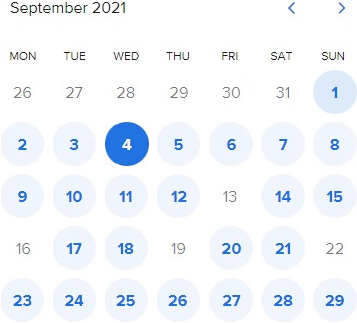 September 2021
MON TUE WED THU FRI SAT SUN
26 27 28 29 30 31 1
2 3 4 5 6 7 8
9 10 11 12 13 14 15
16 17 18 19 20 21 22
23 24 25 26 27 28 29